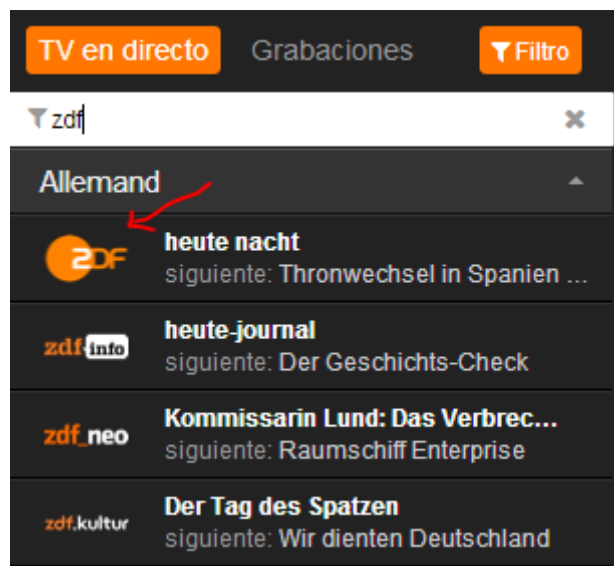 TV en directo Grabaciones Filtro
zdf
Allemand
ZDF heute nacht
siguiente: Thronwechsel in Spanien ...
zdf.info heute-journal
siguiente: Der Geschichts-Check
zdf_neo Kommissarin Lund: Das Verbrec...
siguiente: Raumschiff Enterprise
zdf.kultur Der Tag des Spatzen
siguiente: Wir dienten Deutschland